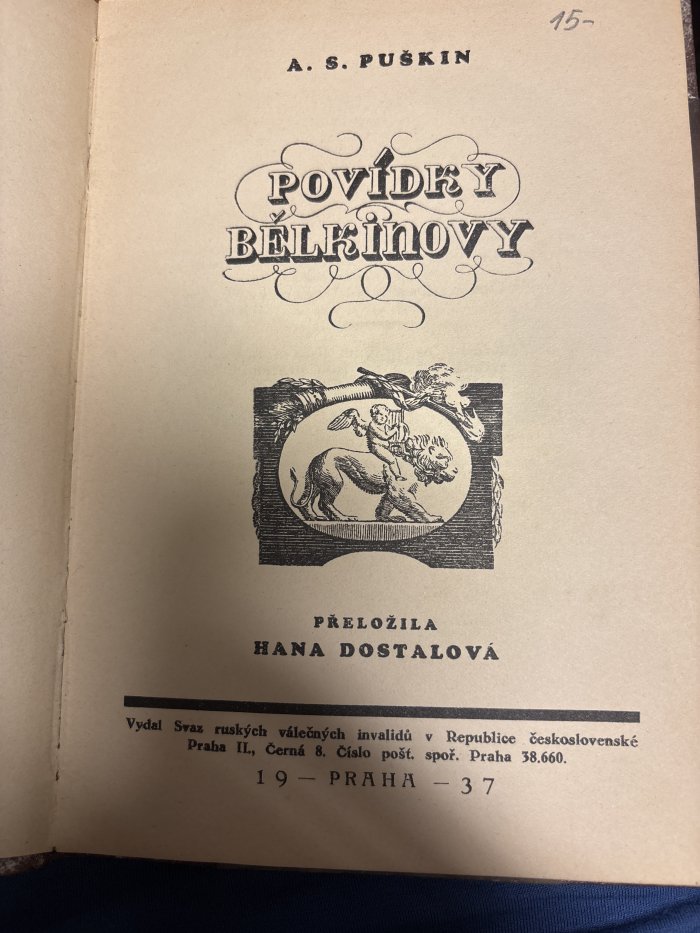 15-
A. S. PUŠKIN
POVÍDKY
BĚLKINOVY
PŘELOŽILA
HANA DOSTALOVÁ
Vydal Svaz ruských válečných invalidů v Republice československé
Praha II., Černá 8. Číslo pošt. spoř. Praha 38.660.
19 — PRAHA — 37